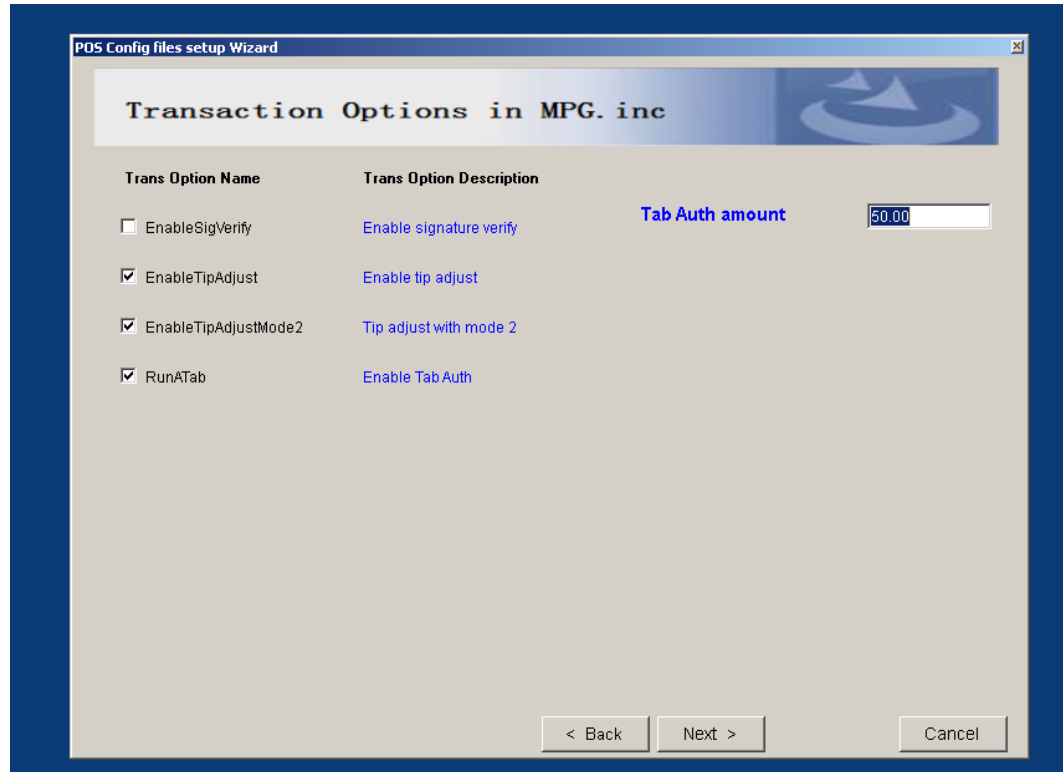 POS Config files setup Wizard
Transaction Options in MPG.inc
Trans Option Name Trans Option Description
Tab Auth amount 50.00
EnableSigVerify Enable signature verify
EnableTipAdjust Enable tip adjust
EnableTipAdjustMode2 Tip adjust with mode 2
RunATab Enable Tab Auth
< Back Next > Cancel